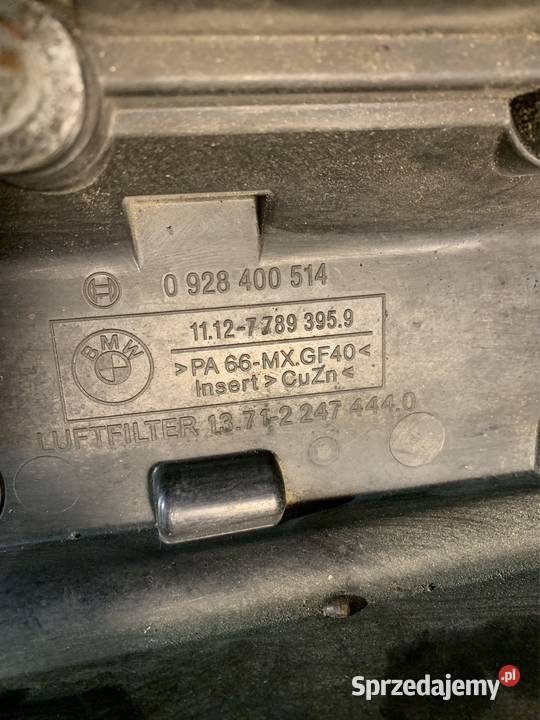 0 928 400 514
BMW
11.12-7 789 395.9
>PA 66-MX.GF40<
Insert >CuZn<
LUFTFILTER 13.71-2 247 444.0
Sprzedajemy.pl